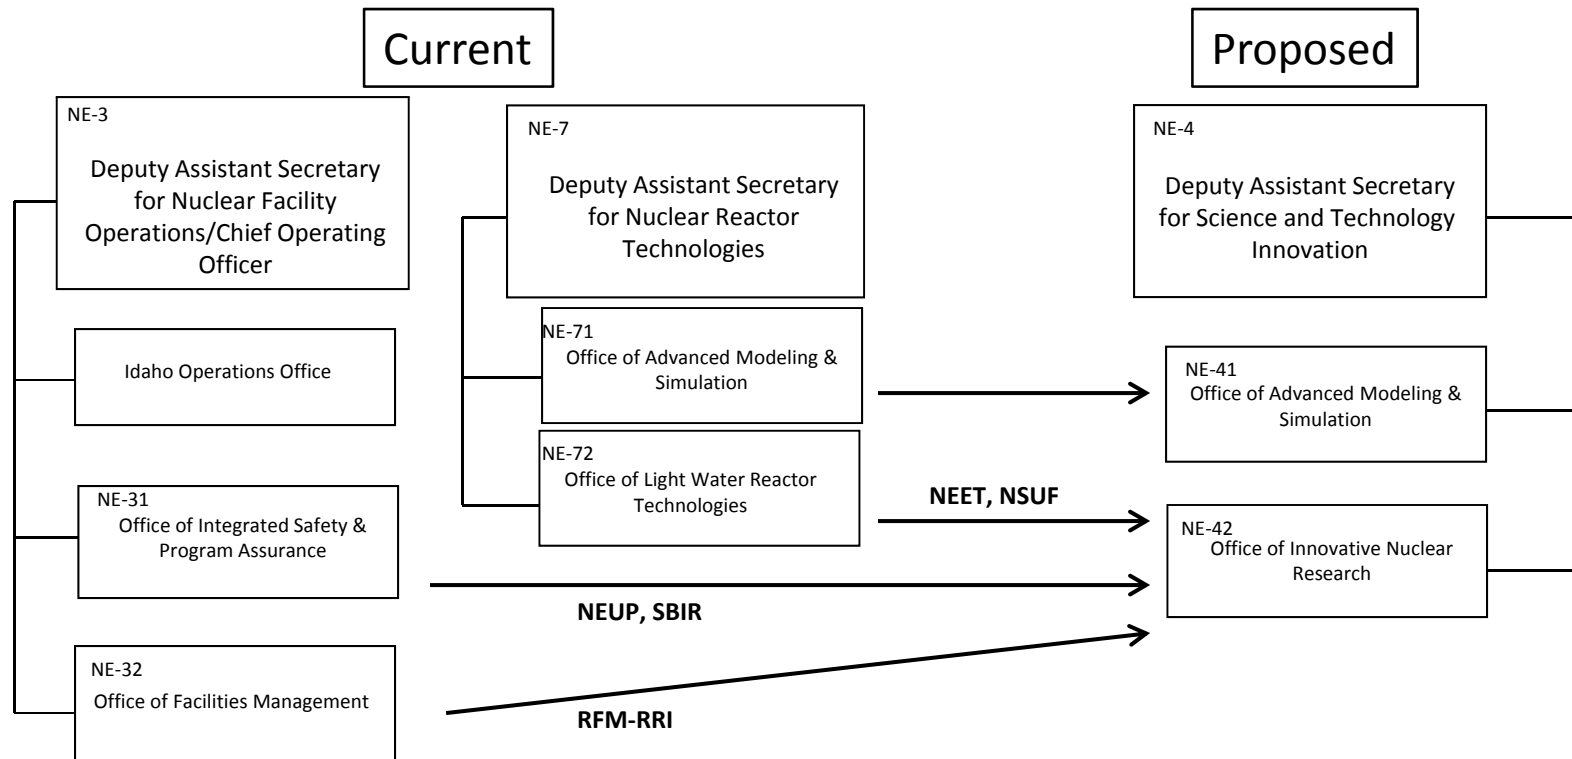 Current
Proposed
NE-3
Deputy Assistant Secretary
for Nuclear Facility
Operations/Chief Operating
Officer
Idaho Operations Office
NE-31
Office of Integrated Safety &
Program Assurance
NE-32
Office of Facilities Management
NE-7
Deputy Assistant Secretary
for Nuclear Reactor
Technologies
NE-71
Office of Advanced Modeling &
Simulation
NE-72
Office of Light Water Reactor
Technologies
NEET, NSUF
NEUP, SBIR
RFM-RRI
NE-4
Deputy Assistant Secretary
for Science and Technology
Innovation
NE-41
Office of Advanced Modeling &
Simulation
NE-42
Office of Innovative Nuclear
Research